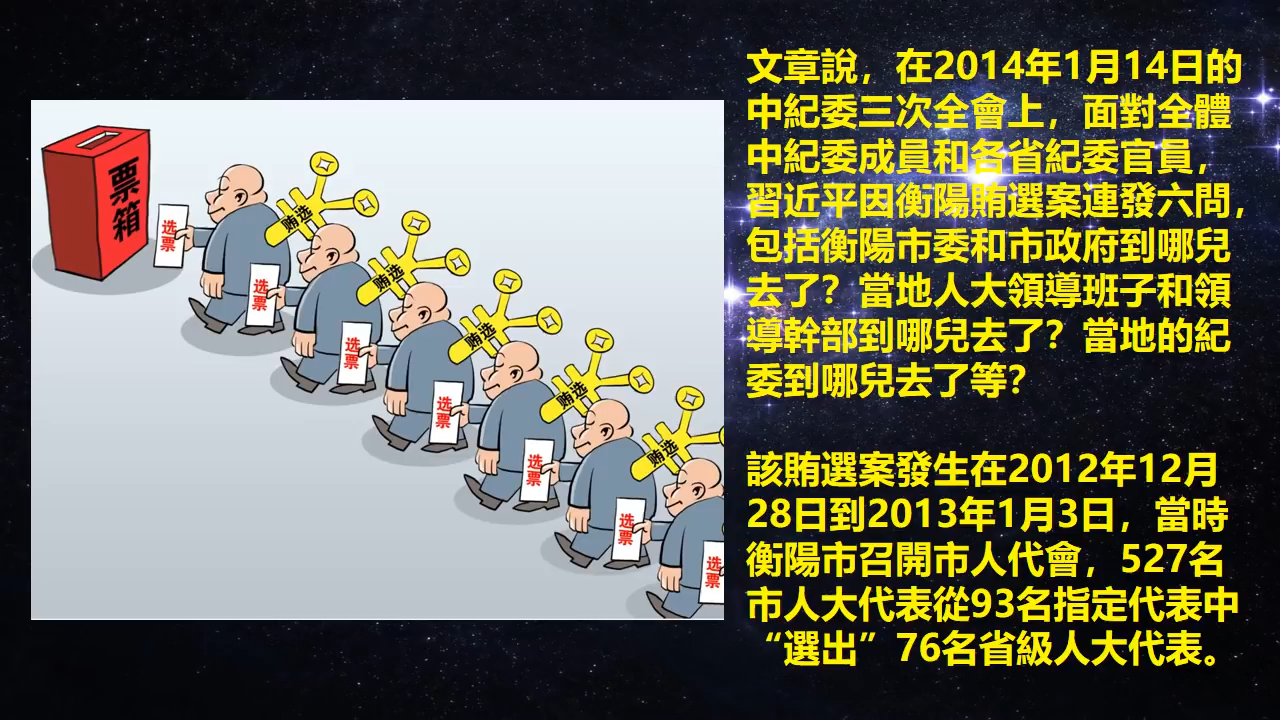 票箱
选票
贿选
选票
贿选
选票
贿选
选票
贿选
选票
贿选
选票
选票
文章說，在2014年1月14日的
中紀委三次全會上，面對全體
中紀委成員和各省紀委官員，
習近平因衡陽賄選案連發六問，
包括衡陽市委和市政府到哪兒
去了？當地人大領導班子和領
導幹部到哪兒去了？當地的紀
委到哪兒去了等？
該賄選案發生在2012年12月
28日到2013年1月3日，當時
衡陽市召開市人代會，527名
市人大代表從93名指定代表中
“選出”76名省級人大代表。